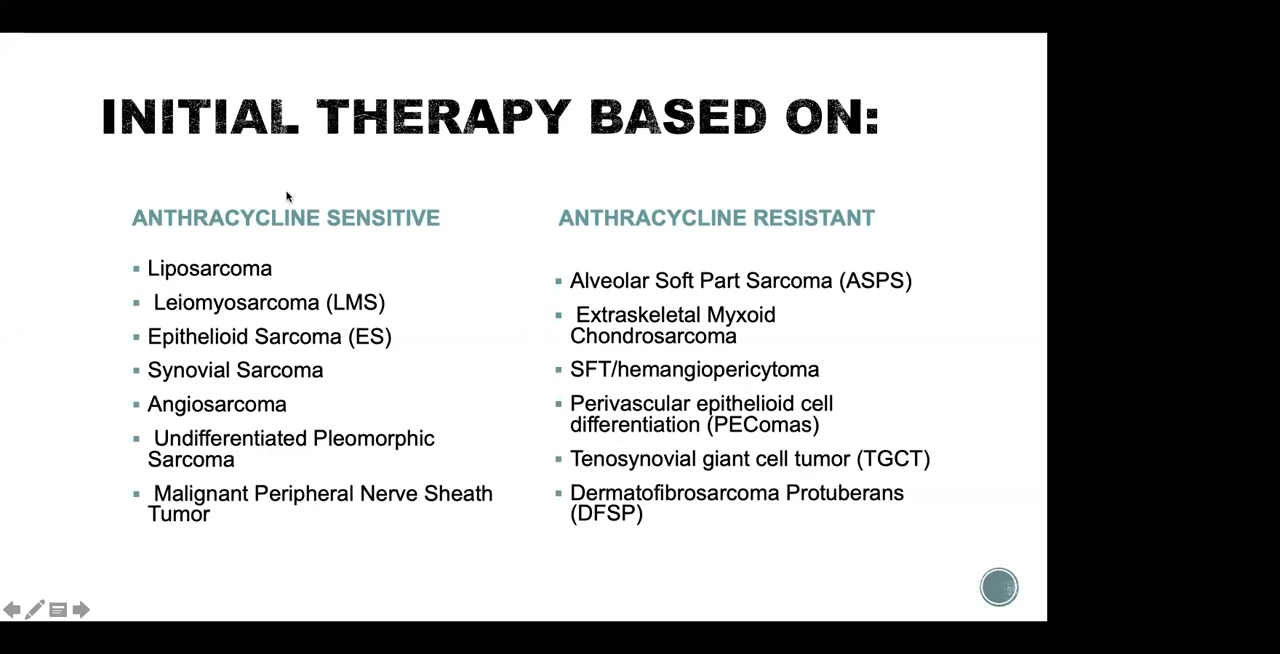 INITIAL THERAPY BASED ON:
ANTHRACYCLINE SENSITIVE
Liposarcoma
Leiomyosarcoma (LMS)
Epithelioid Sarcoma (ES)
Synovial Sarcoma
Angiosarcoma
Undifferentiated Pleomorphic
Sarcoma
Malignant Peripheral Nerve Sheath
Tumor
ANTHRACYCLINE RESISTANT
Alveolar Soft Part Sarcoma (ASPS)
Extraskeletal Myxoid
Chondrosarcoma
SFT/hemangiopericytoma
Perivascular epithelioid cell
differentiation (PEComas)
Tenosynovial giant cell tumor (TGCT)
Dermatofibrosarcoma Protuberans
(DFSP)